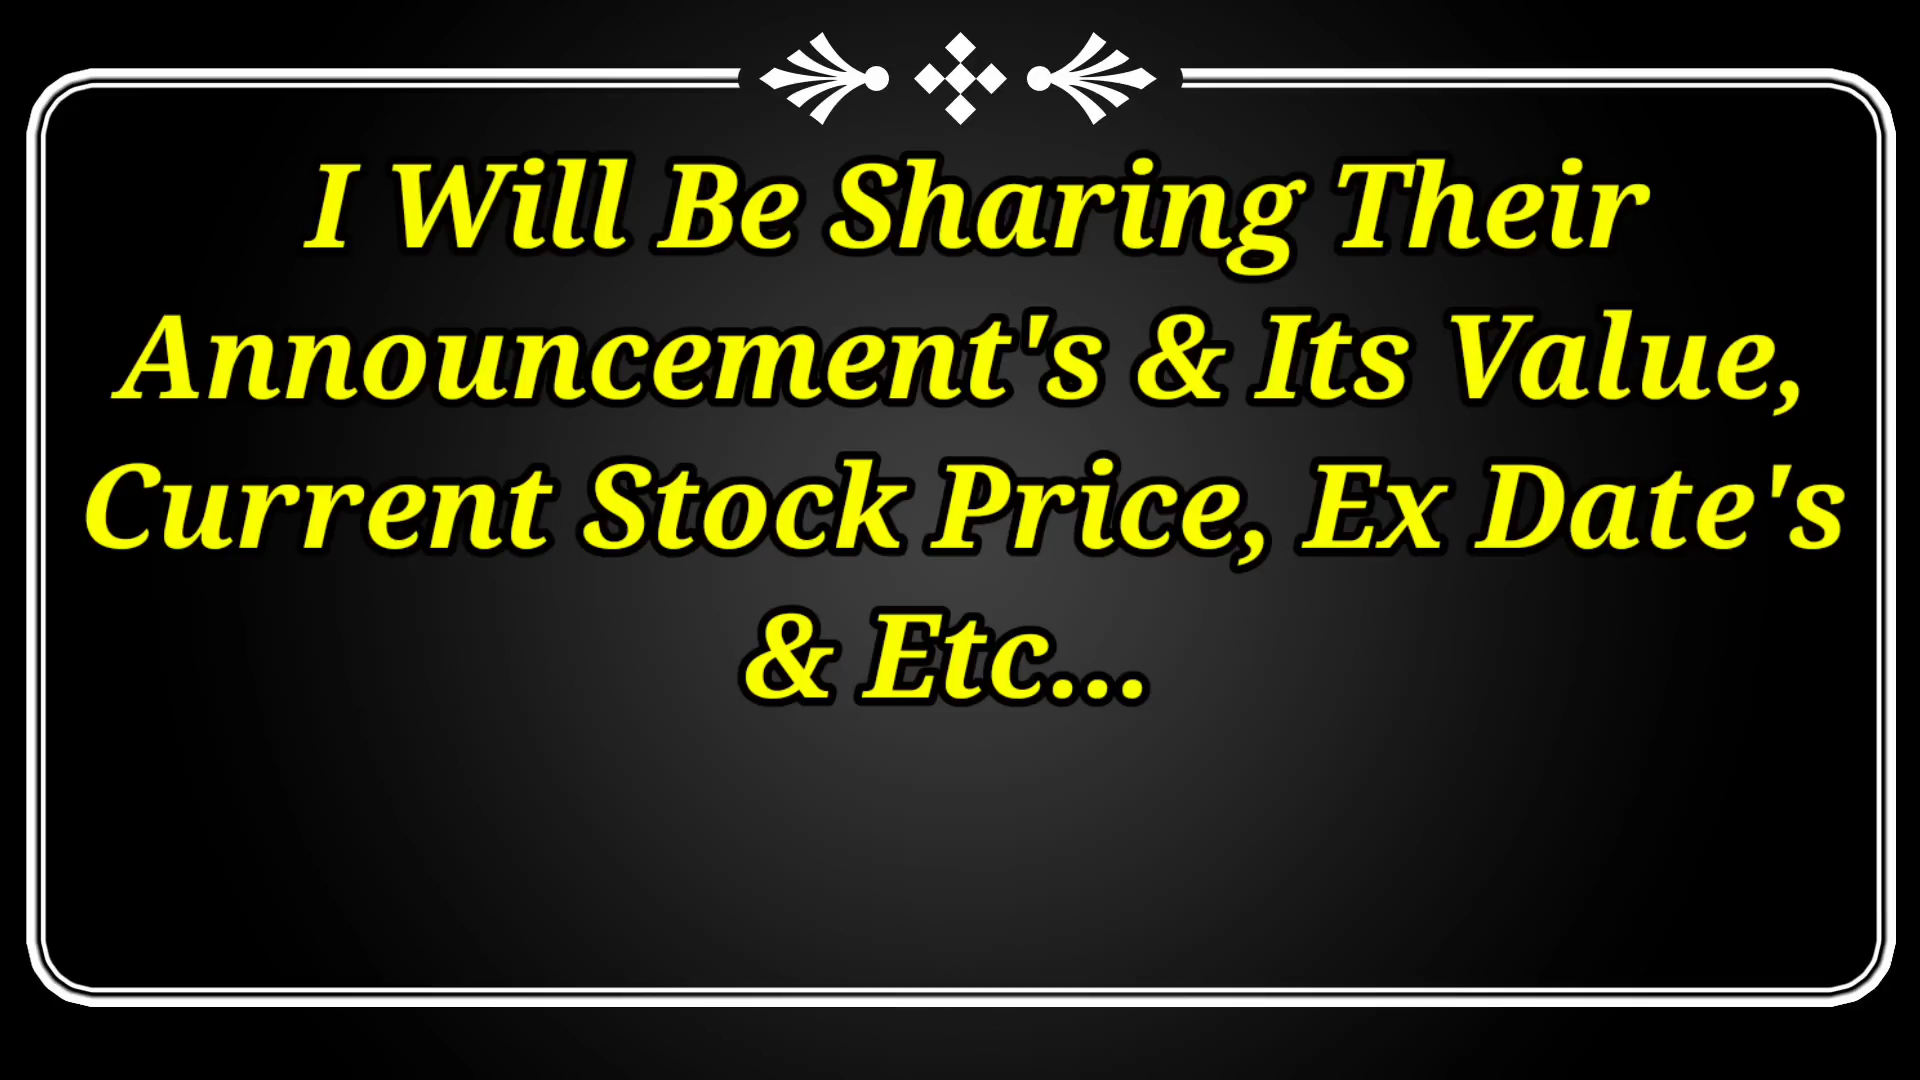 I Will Be Sharing Their
Announcement's & Its Value,
Current Stock Price, Ex Date's
& Etc...